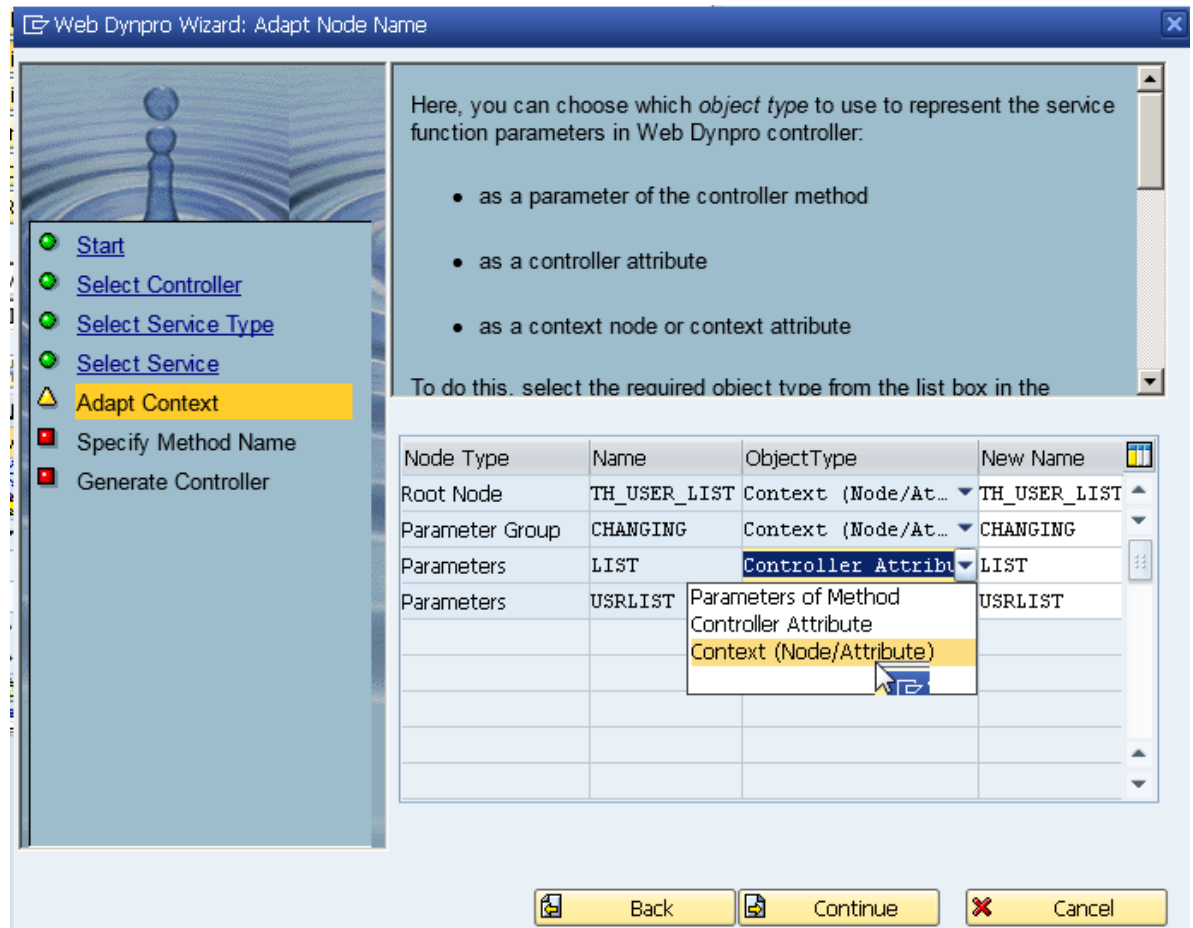 Web Dynpro Wizard: Adapt Node Name
Here, you can choose which object type to use to represent the service
function parameters in Web Dynpro controller:
• as a parameter of the controller method
• as a controller attribute
• as a context node or context attribute
To do this, select the required object type from the list box in the
Start
Select Controller
Select Service Type
Select Service
Adapt Context
Specify Method Name
Generate Controller
Node Type Name ObjectType New Name
Root Node TH_USER_LIST Context (Node/At… TH_USER_LIST
Parameter Group CHANGING Context (Node/At… CHANGING
Parameters LIST Controller Attribu LIST
Parameters USRLIST USRLIST
Parameters of Method
Controller Attribute
Context (Node/Attribute)
Back Continue Cancel